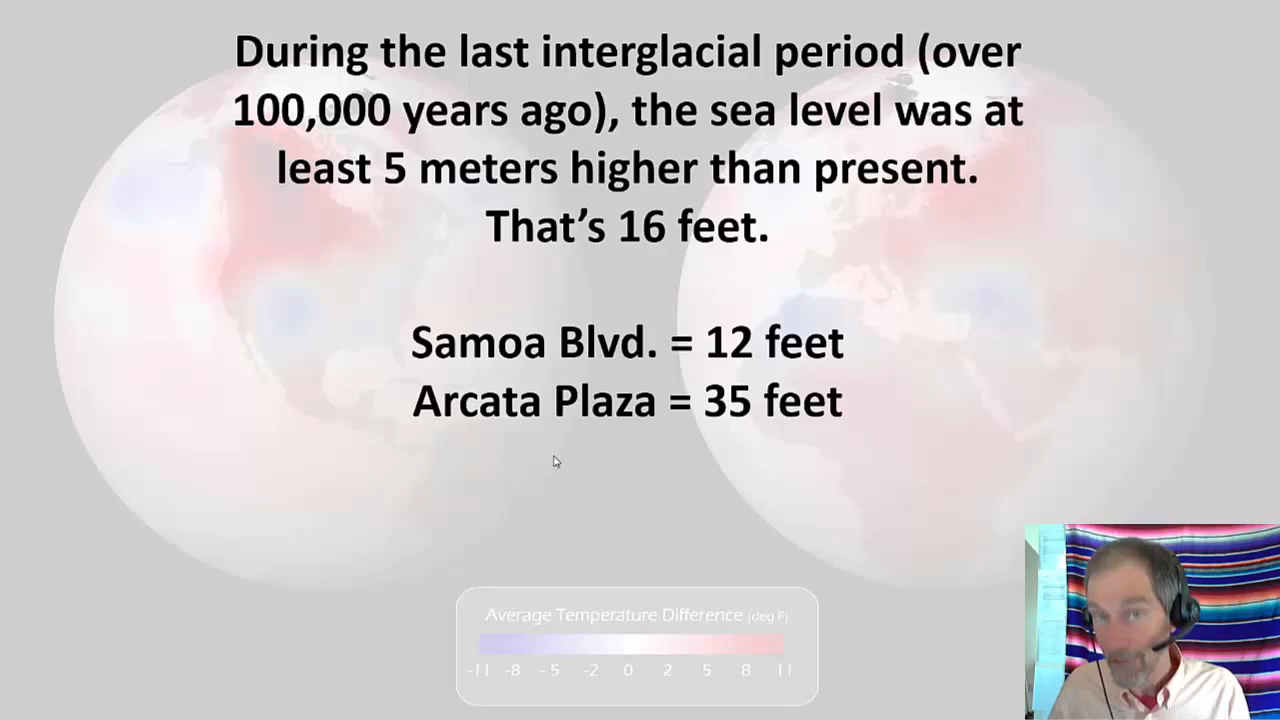 During the last interglacial period (over
100,000 years ago), the sea level was at
least 5 meters higher than present.
That’s 16 feet.
Samoa Blvd. = 12 feet
Arcata Plaza = 35 feet
Average Temperature Difference (deg F)
-11 -8 -5 -2 0 2 5 8 11